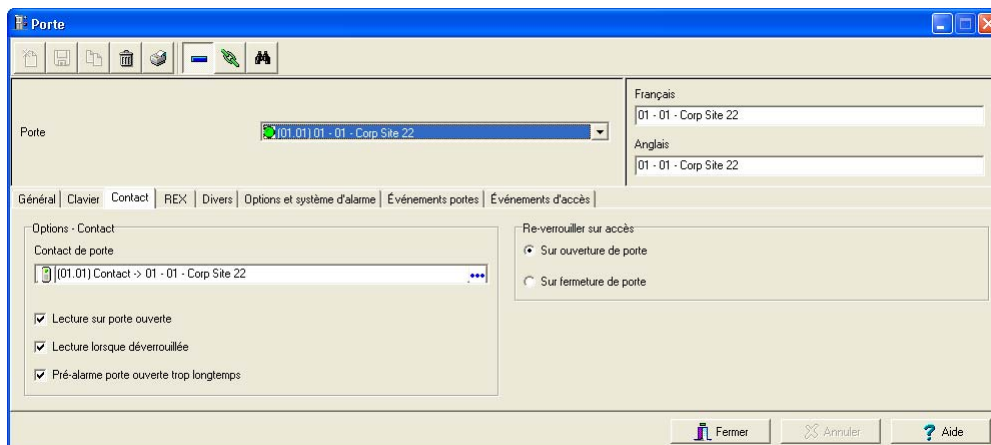 Porte
Français
01 - 01 - Corp Site 22
Porte
(01.01) 01 - 01 - Corp Site 22
Anglais
01 - 01 - Corp Site 22
Général Clavier Contact REX Divers Options et système d'alarme Événements portes Événements d'accès
Options - Contact
Contact de porte
(01.01) Contact -> 01 - 01 - Corp Site 22
Lecture sur porte ouverte
Lecture lorsque déverrouillée
Pré-alarme porte ouverte trop longtemps
Re-verrouiller sur accès
Sur ouverture de porte
Sur fermeture de porte
Fermer Annuler ? Aide